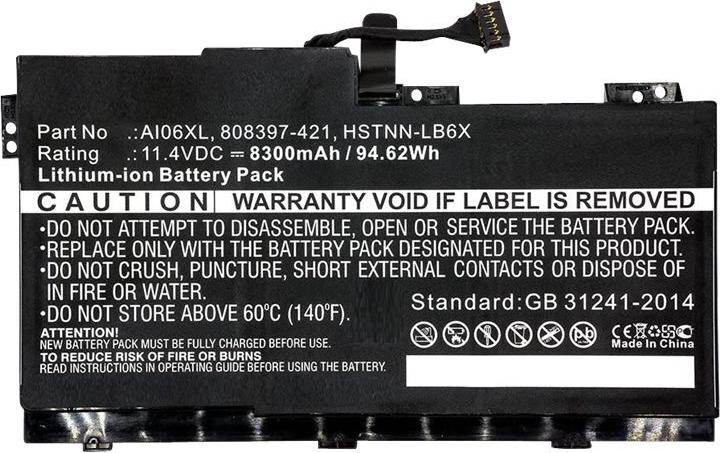 Part No .:AI06XL, 808397-421, HSTNN-LB6X
Rating .:11.4VDC ⎓ 8300mAh / 94.62Wh
Lithium-ion Battery Pack
CAUTION WARRANTY VOID IF LABEL IS REMOVED
•DO NOT ATTEMPT TO DISASSEMBLE, OPEN OR SERVICE THE BATTERY PACK.
•REPLACE ONLY WITH THE BATTERY PACK DESIGNATED FOR THIS PRODUCT.
•DO NOT CRUSH, PUNCTURE, SHORT EXTERNAL CONTACTS OR DISPOSE OF
IN FIRE OR WATER.
•DO NOT STORE ABOVE 60ºC (140ºF).
Standard:GB 31241-2014
ATTENTION!
NEW BATTERY PACK MUST BE FULLY CHARGED BEFORE USE.
TO REDUCE RISK OF FIRE OR BURNS
READ INSTRUCTIONS IN OPERATING GUIDE BEFORE USING BATTERY PACK.
Pb
CE
Made In China